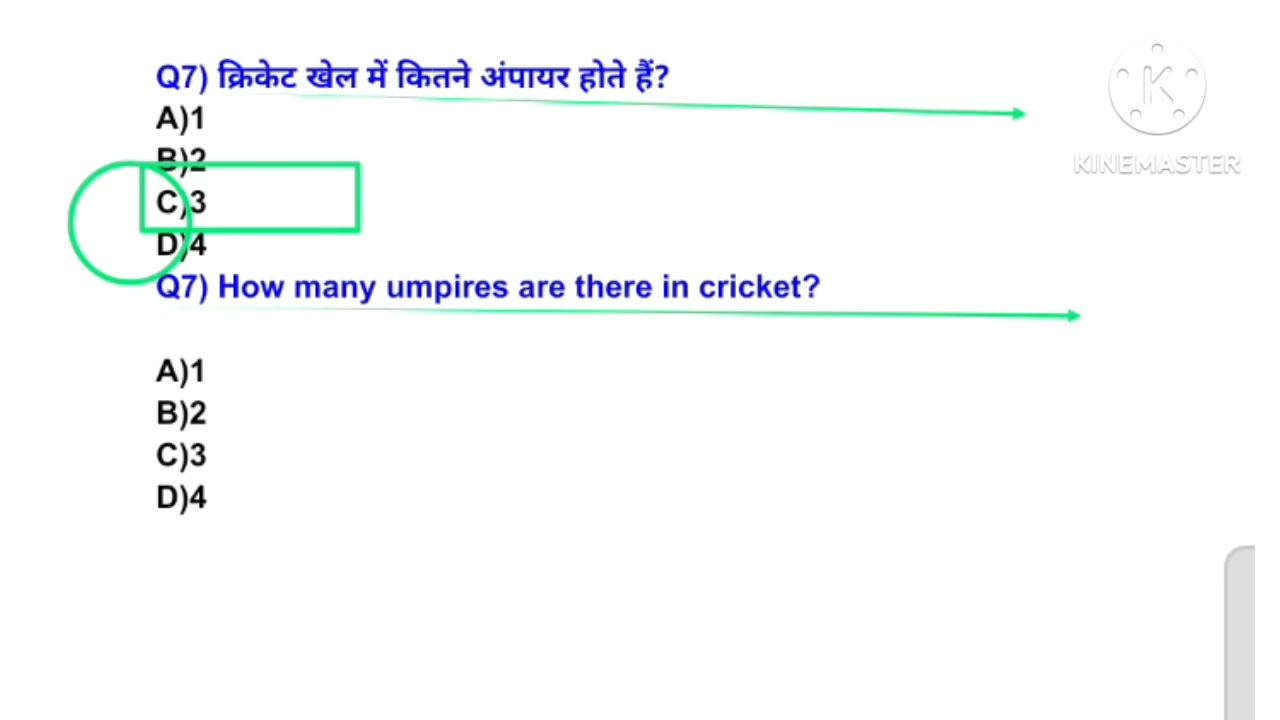 Q7) क्रिकेट खेल में कितने अंपायर होते हैं?
A)1
B)2
C)3
D)4
Q7) How many umpires are there in cricket?
A)1
B)2
C)3
D)4
K
KINEMASTER